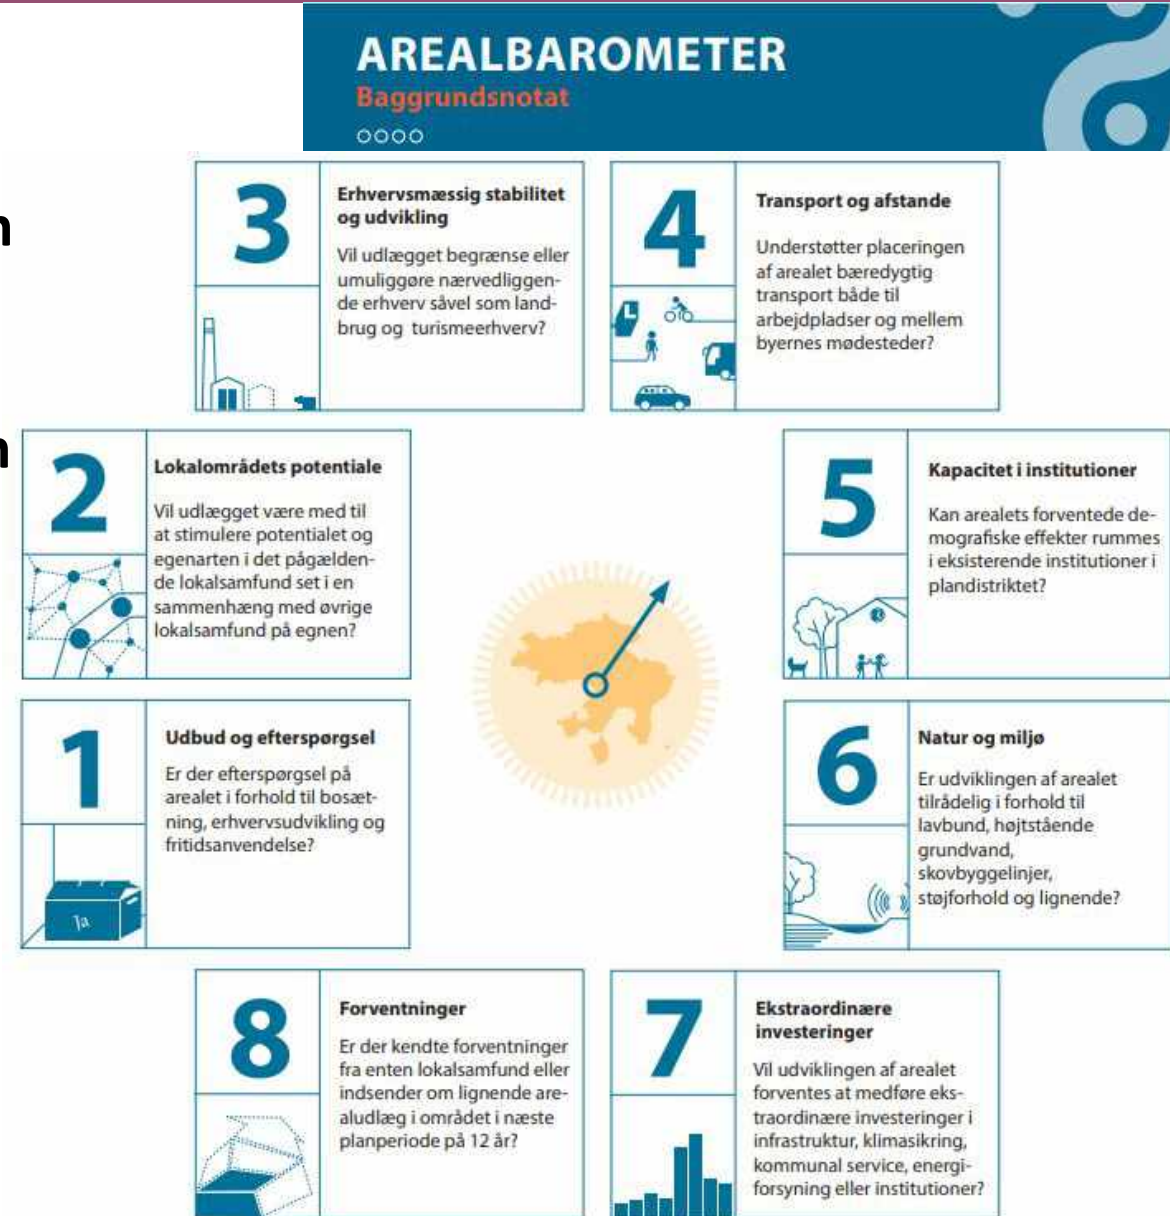 AREALBAROMETER
Baggrundsnotat
n
n
3
Erhvervsmæssig stabilitet
og udvikling
Vil udlægget begrænse eller
umuliggøre nærvedliggen-
de erhverv såvel som land-
brug og turismeerhverv?
4
Transport og afstande
Understøtter placeringen
af arealet bæredygtig
transport både til
arbejdpladser og mellem
byernes mødesteder?
2
Lokalområdets potentiale
Vil udlægget være med til
at stimulere potentialet og
egenarten i det pågælden-
de lokalsamfund set i en
sammenhæng med øvrige
lokalsamfund på egnen?
5
Kapacitet i institutioner
Kan arealets forventede de-
mografiske effekter rummes
i eksisterende institutioner i
plandistriktet?
1
Udbud og efterspørgsel
Er der efterspørgsel på
arealet i forhold til bosæt-
ning, erhvervsudvikling og
fritidsanvendelse?
Ja
6
Natur og miljø
Er udviklingen af arealet
tilrådelig i forhold til
lavbund, højtstående
grundvand,
skovbyggelinjer,
støjforhold og lignende?
8
Forventninger
Er der kendte forventninger
fra enten lokalsamfund eller
indsender om lignende are-
aludlæg i området i næste
planperiode på 12 år?
7
Ekstraordinære
investeringer
Vil udviklingen af arealet
forventes at medføre eks-
traordinære investeringer i
infrastruktur, klimasikring,
kommunal service, energi-
forsyning eller institutioner?